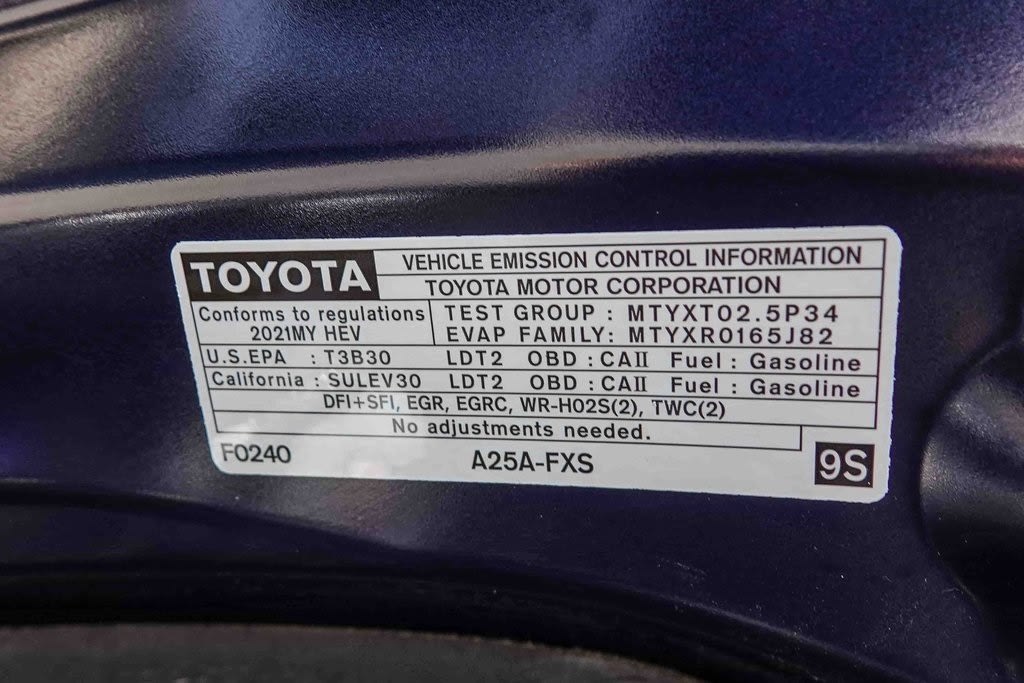 TOYOTA
VEHICLE EMISSION CONTROL INFORMATION
TOYOTA MOTOR CORPORATION
Conforms to regulations
2021MY HEV
TEST GROUP : MTYXT02.5P34
EVAP FAMILY: MTYXR0165J82
U.S.EPA : T3B30 LDT2 OBD : CAII Fuel : Gasoline
California : SULEV30 LDT2 OBD : CAII Fuel : Gasoline
DFI+SFI, EGR, EGRC, WR-HO2S(2), TWC(2)
No adjustments needed.
F0240 A25A-FXS 9S